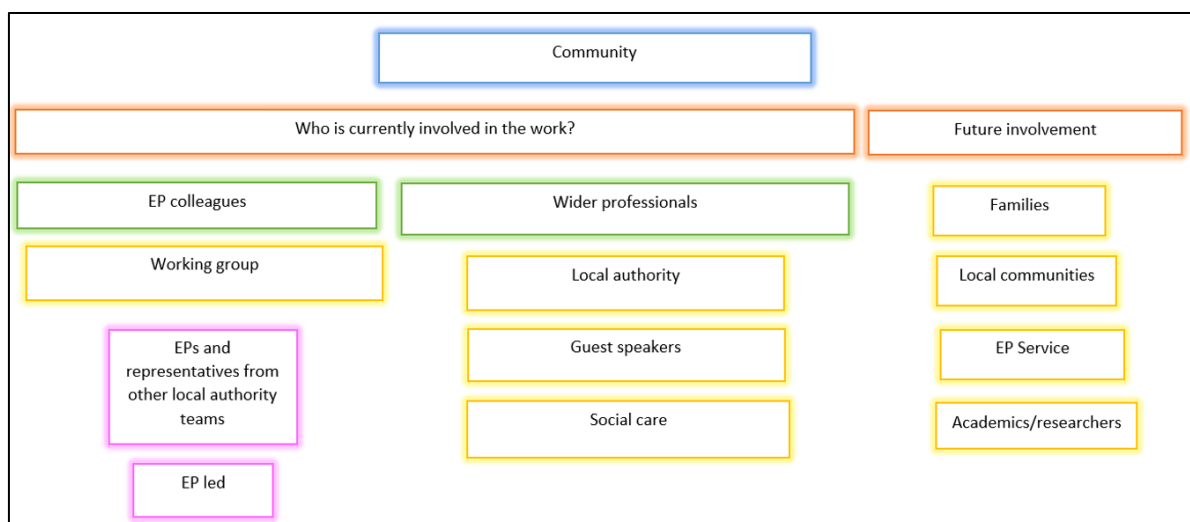 Community
Who is currently involved in the work?
Future involvement
EP colleagues
Wider professionals
Families
Working group
Local authority
Local communities
EPs and
representatives from
other local authority
teams
Guest speakers
EP Service
Social care
Academics/researchers
EP led